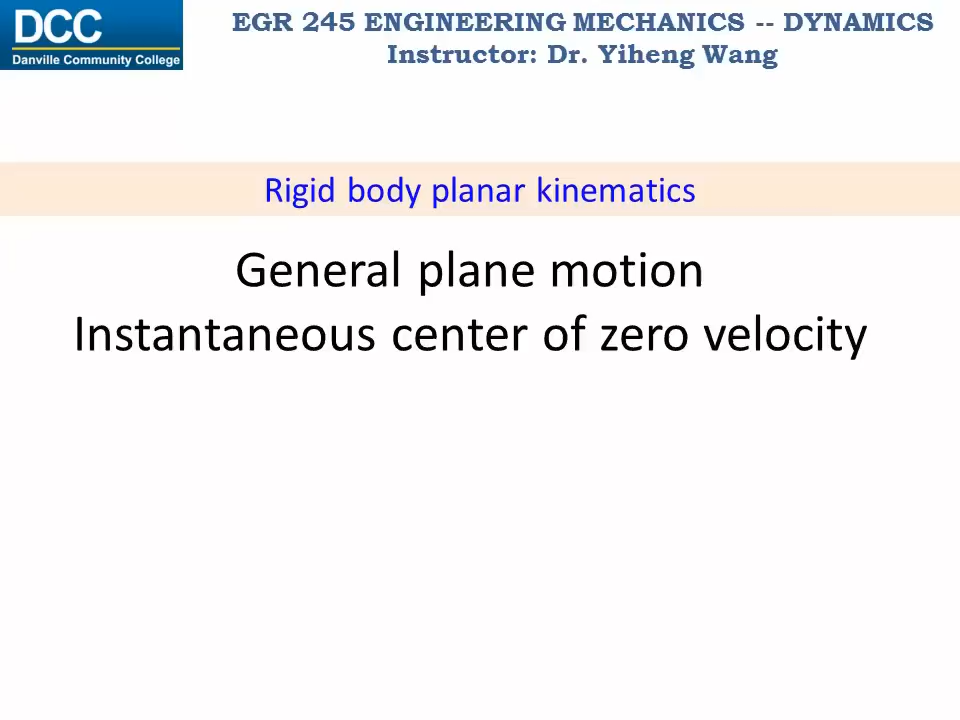 DCC
Danville Community College
EGR 245 ENGINEERING MECHANICS -- DYNAMICS
Instructor: Dr. Yiheng Wang
Rigid body planar kinematics
General plane motion
Instantaneous center of zero velocity